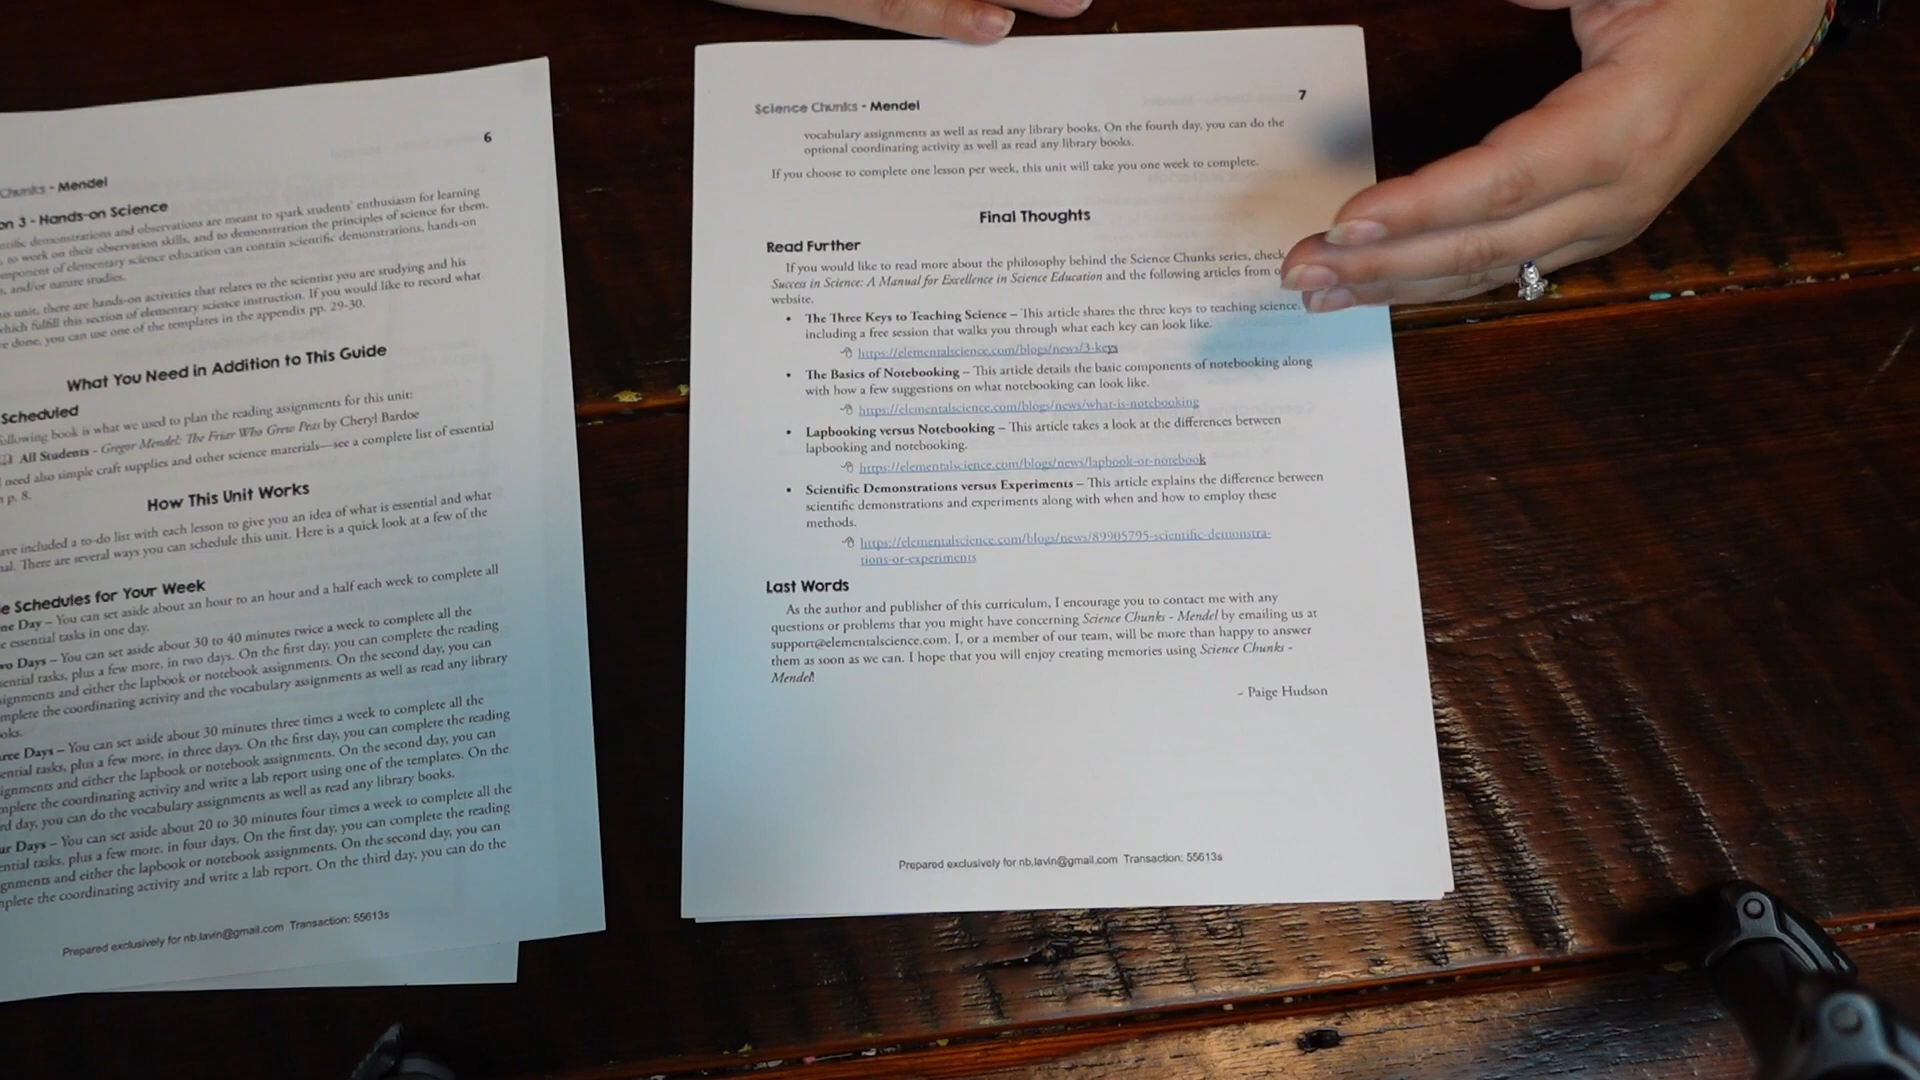 6
Chunks - Mendel
on 3 - Hands-on Science
demonstrations and observations are meant to spark students' enthusiasm for learning
to work on their observation skills, and to demonstration the principles of science for them.
component of elementary science education can contain scientific demonstrations, hands-on
and/or nature studies.
unit, there are hands-on activities that relates to the scientist you are studying and his
which fulfill this section of elementary science instruction. If you would like to record what
done, you can use one of the templates in the appendix pp. 29-30.
What You Need in Addition to This Guide
Scheduled
following book is what we used to plan the reading assignments for this unit:
All Students - Gregor Mendel: The Friar Who Grew Peas by Cheryl Bardoe
need also simple craft supplies and other science materials—see a complete list of essential
p. 8.
How This Unit Works
have included a to-do list with each lesson to give you an idea of what is essential and what
There are several ways you can schedule this unit. Here is a quick look at a few of the
e Schedules for Your Week
ne Day – You can set aside about an hour to an hour and a half each week to complete all
essential tasks in one day.
wo Days – You can set aside about 30 to 40 minutes twice a week to complete all the
ential tasks, plus a few more, in two days. On the first day, you can complete the reading
ignments and either the lapbook or notebook assignments. On the second day, you can
mplete the coordinating activity and the vocabulary assignments as well as read any library
oks.
ree Days – You can set aside about 30 minutes three times a week to complete all the
ential tasks, plus a few more, in three days. On the first day, you can complete the reading
ignments and either the lapbook or notebook assignments. On the second day, you can
mplete the coordinating activity and write a lab report using one of the templates. On the
rd day, you can do the vocabulary assignments as well as read any library books.
ur Days – You can set aside about 20 to 30 minutes four times a week to complete all the
ential tasks, plus a few more, in four days. On the first day, you can complete the reading
gnments and either the lapbook or notebook assignments. On the second day, you can
mplete the coordinating activity and write a lab report. On the third day, you can do the
Prepared exclusively for nb.lavin@gmail.com Transaction: 55613s
Science Chunks - Mendel
7
vocabulary assignments as well as read any library books. On the fourth day, you can do the
optional coordinating activity as well as read any library books.
If you choose to complete one lesson per week, this unit will take you one week to complete.
Final Thoughts
Read Further
If you would like to read more about the philosophy behind the Science Chunks series, check
Success in Science: A Manual for Excellence in Science Education and the following articles from o
website.
• The Three Keys to Teaching Science – This article shares the three keys to teaching science,
including a free session that walks you through what each key can look like.
https://elementalscience.com/blogs/news/3-keys
• The Basics of Notebooking – This article details the basic components of notebooking along
with how a few suggestions on what notebooking can look like.
https://elementalscience.com/blogs/news/what-is-notebooking
• Lapbooking versus Notebooking – This article takes a look at the differences between
lapbooking and notebooking.
https://elementalscience.com/blogs/news/lapbook-or-notebook
• Scientific Demonstrations versus Experiments – This article explains the difference between
scientific demonstrations and experiments along with when and how to employ these
methods.
https://elementalscience.com/blogs/news/89905795-scientific-demonstra-
tions-or-experiments
Last Words
As the author and publisher of this curriculum, I encourage you to contact me with any
questions or problems that you might have concerning Science Chunks - Mendel by emailing us at
support@elementalscience.com. I, or a member of our team, will be more than happy to answer
them as soon as we can. I hope that you will enjoy creating memories using Science Chunks -
Mendel!
– Paige Hudson
Prepared exclusively for nb.lavin@gmail.com Transaction: 55613s